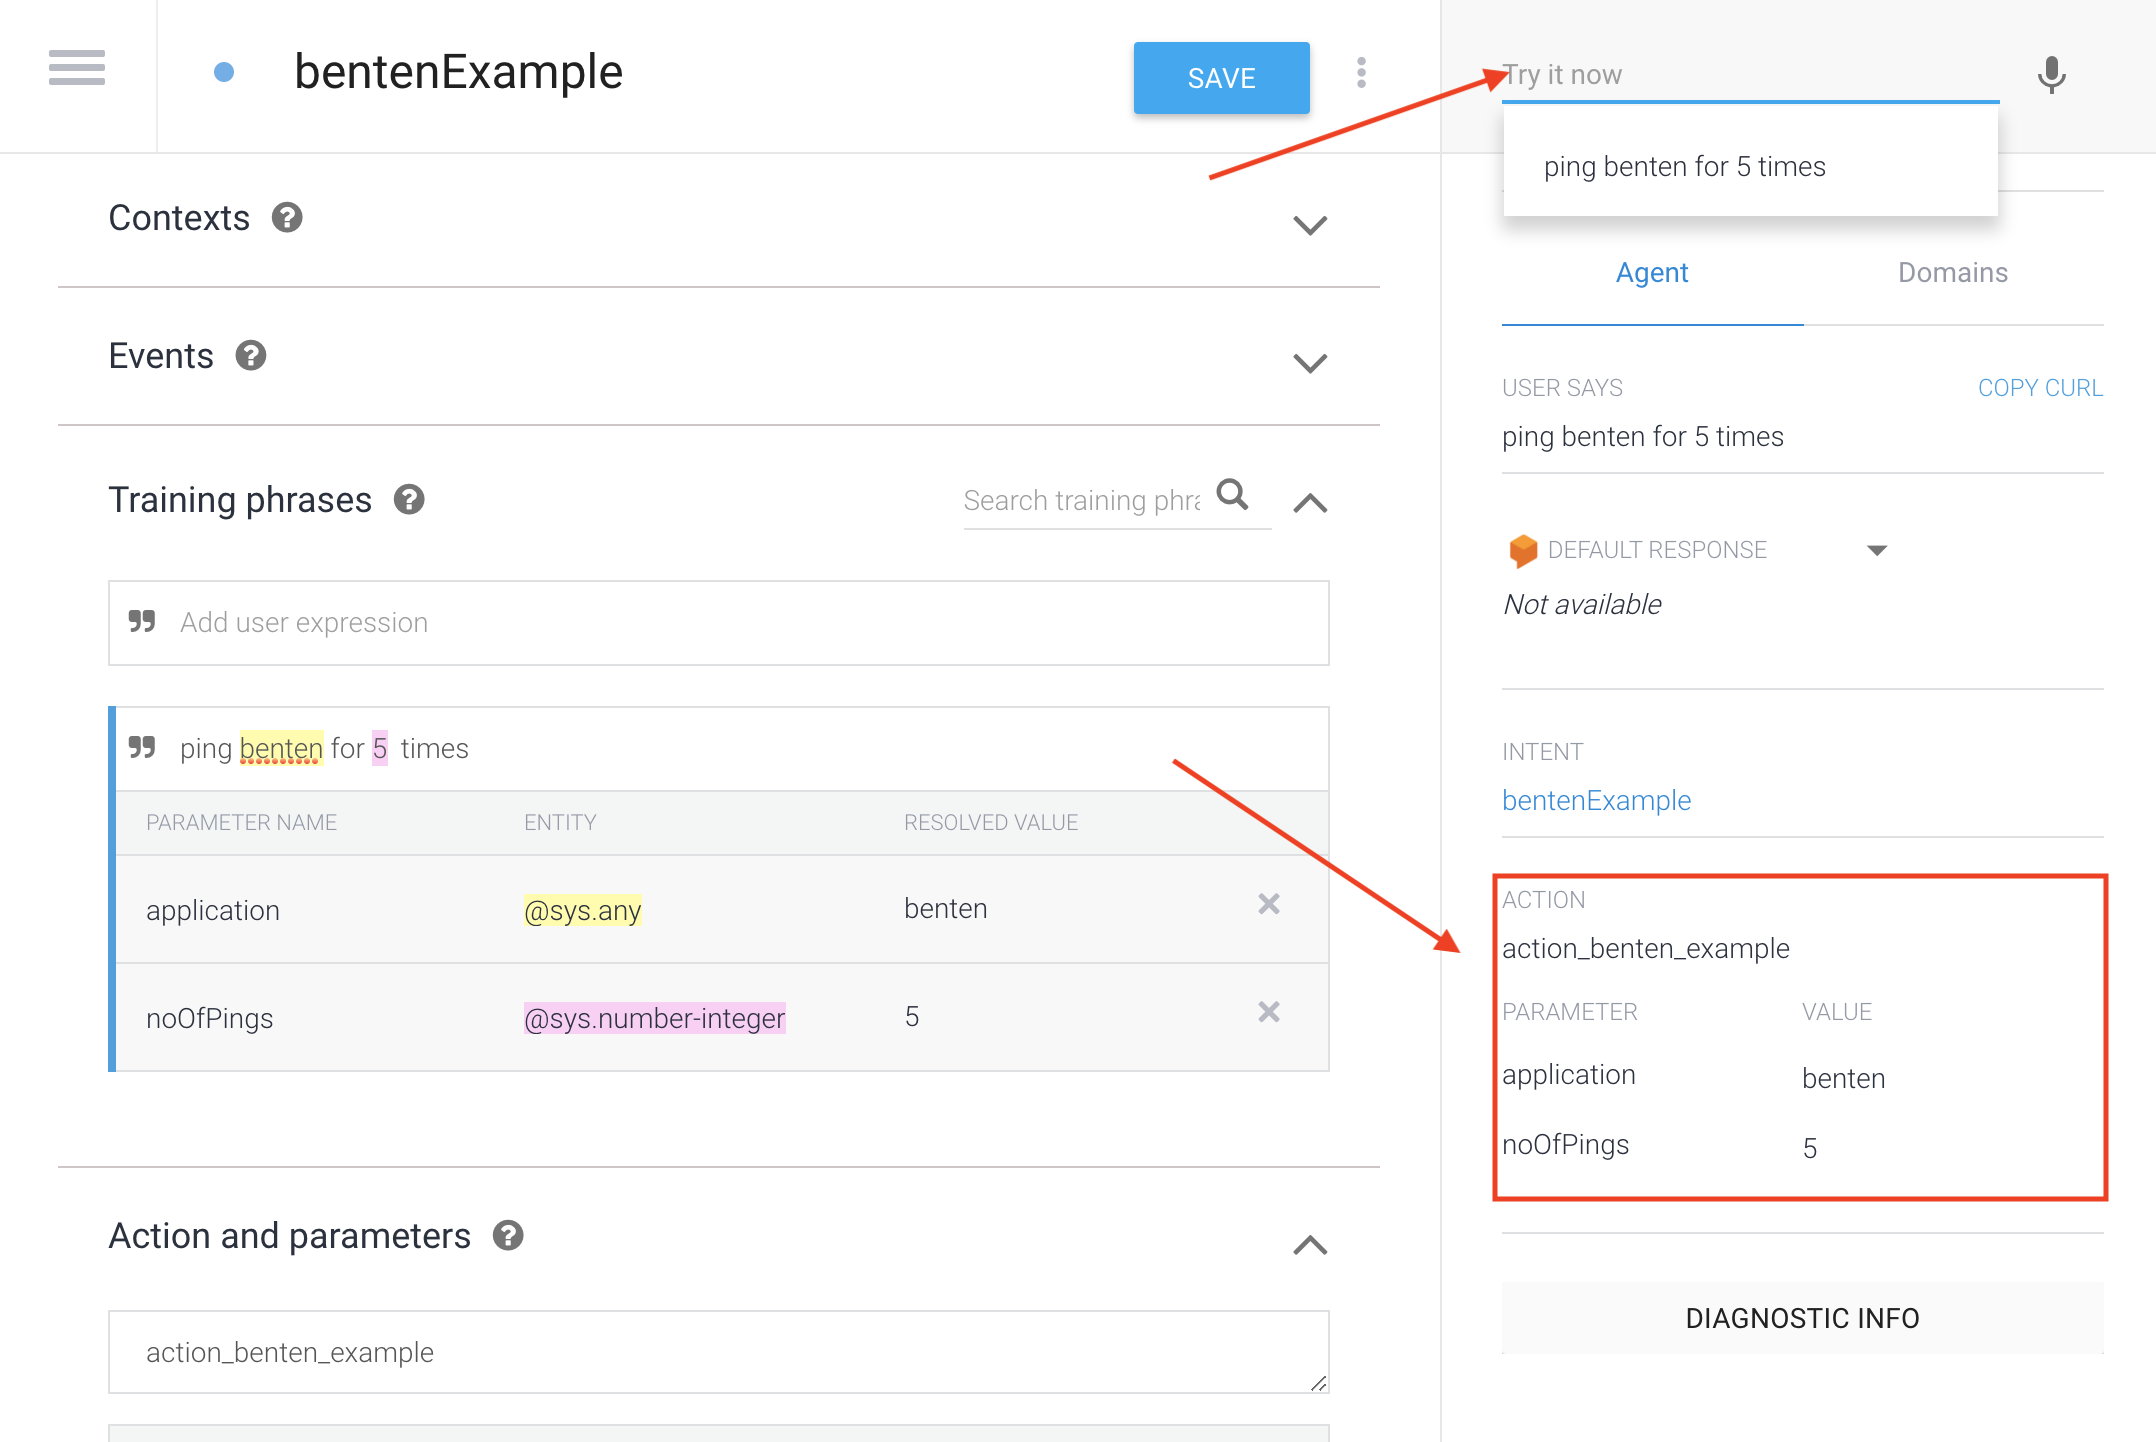 bentenExample
SAVE
Contexts
Events
Training phrases
Search training phra
Add user expression
ping benten for 5 times
PARAMETER NAME ENTITY RESOLVED VALUE
application @sys.any benten
noOfPings @sys.number-integer 5
Action and parameters
action_benten_example
Try it now
ping benten for 5 times
Agent Domains
USER SAYS COPY CURL
ping benten for 5 times
DEFAULT RESPONSE
Not available
INTENT
bentenExample
ACTION
action_benten_example
PARAMETER VALUE
application benten
noOfPings 5
DIAGNOSTIC INFO